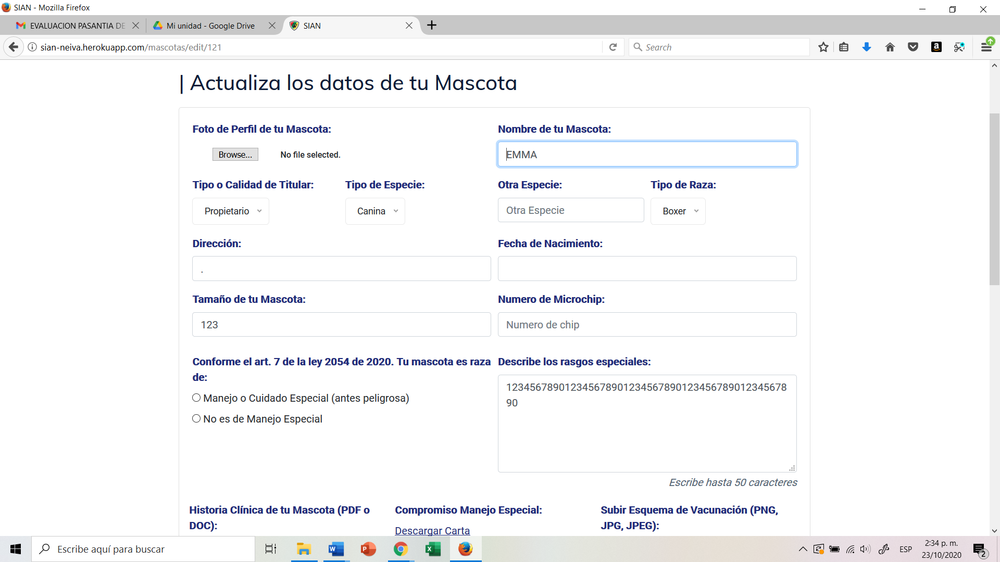 SIAN - Mozilla Firefox
EVALUACION PASANTIA DE
Mi unidad - Google Drive
SIAN
sian-neiva.herokuapp.com/mascotas/edit/121
Search
| Actualiza los datos de tu Mascota
Foto de Perfil de tu Mascota:
Nombre de tu Mascota:
Browse...
No file selected.
EMMA
Tipo o Calidad de Titular:
Tipo de Especie:
Otra Especie:
Tipo de Raza:
Propietario
Canina
Otra Especie
Boxer
Dirección:
Fecha de Nacimiento:
.
Tamaño de tu Mascota:
Numero de Microchip:
123
Numero de chip
Conforme el art. 7 de la ley 2054 de 2020. Tu mascota es raza
de:
Describe los rasgos especiales:
Manejo o Cuidado Especial (antes peligrosa)
No es de Manejo Especial
123456789012345678901234567890123456789012345678
90
Escribe hasta 50 caracteres
Historia Clínica de tu Mascota (PDF o
DOC):
Compromiso Manejo Especial:
Descargar Carta
Subir Esquema de Vacunación (PNG,
JPG, JPEG):
Escribe aquí para buscar
ESP
2:34 p. m.
23/10/2020
2